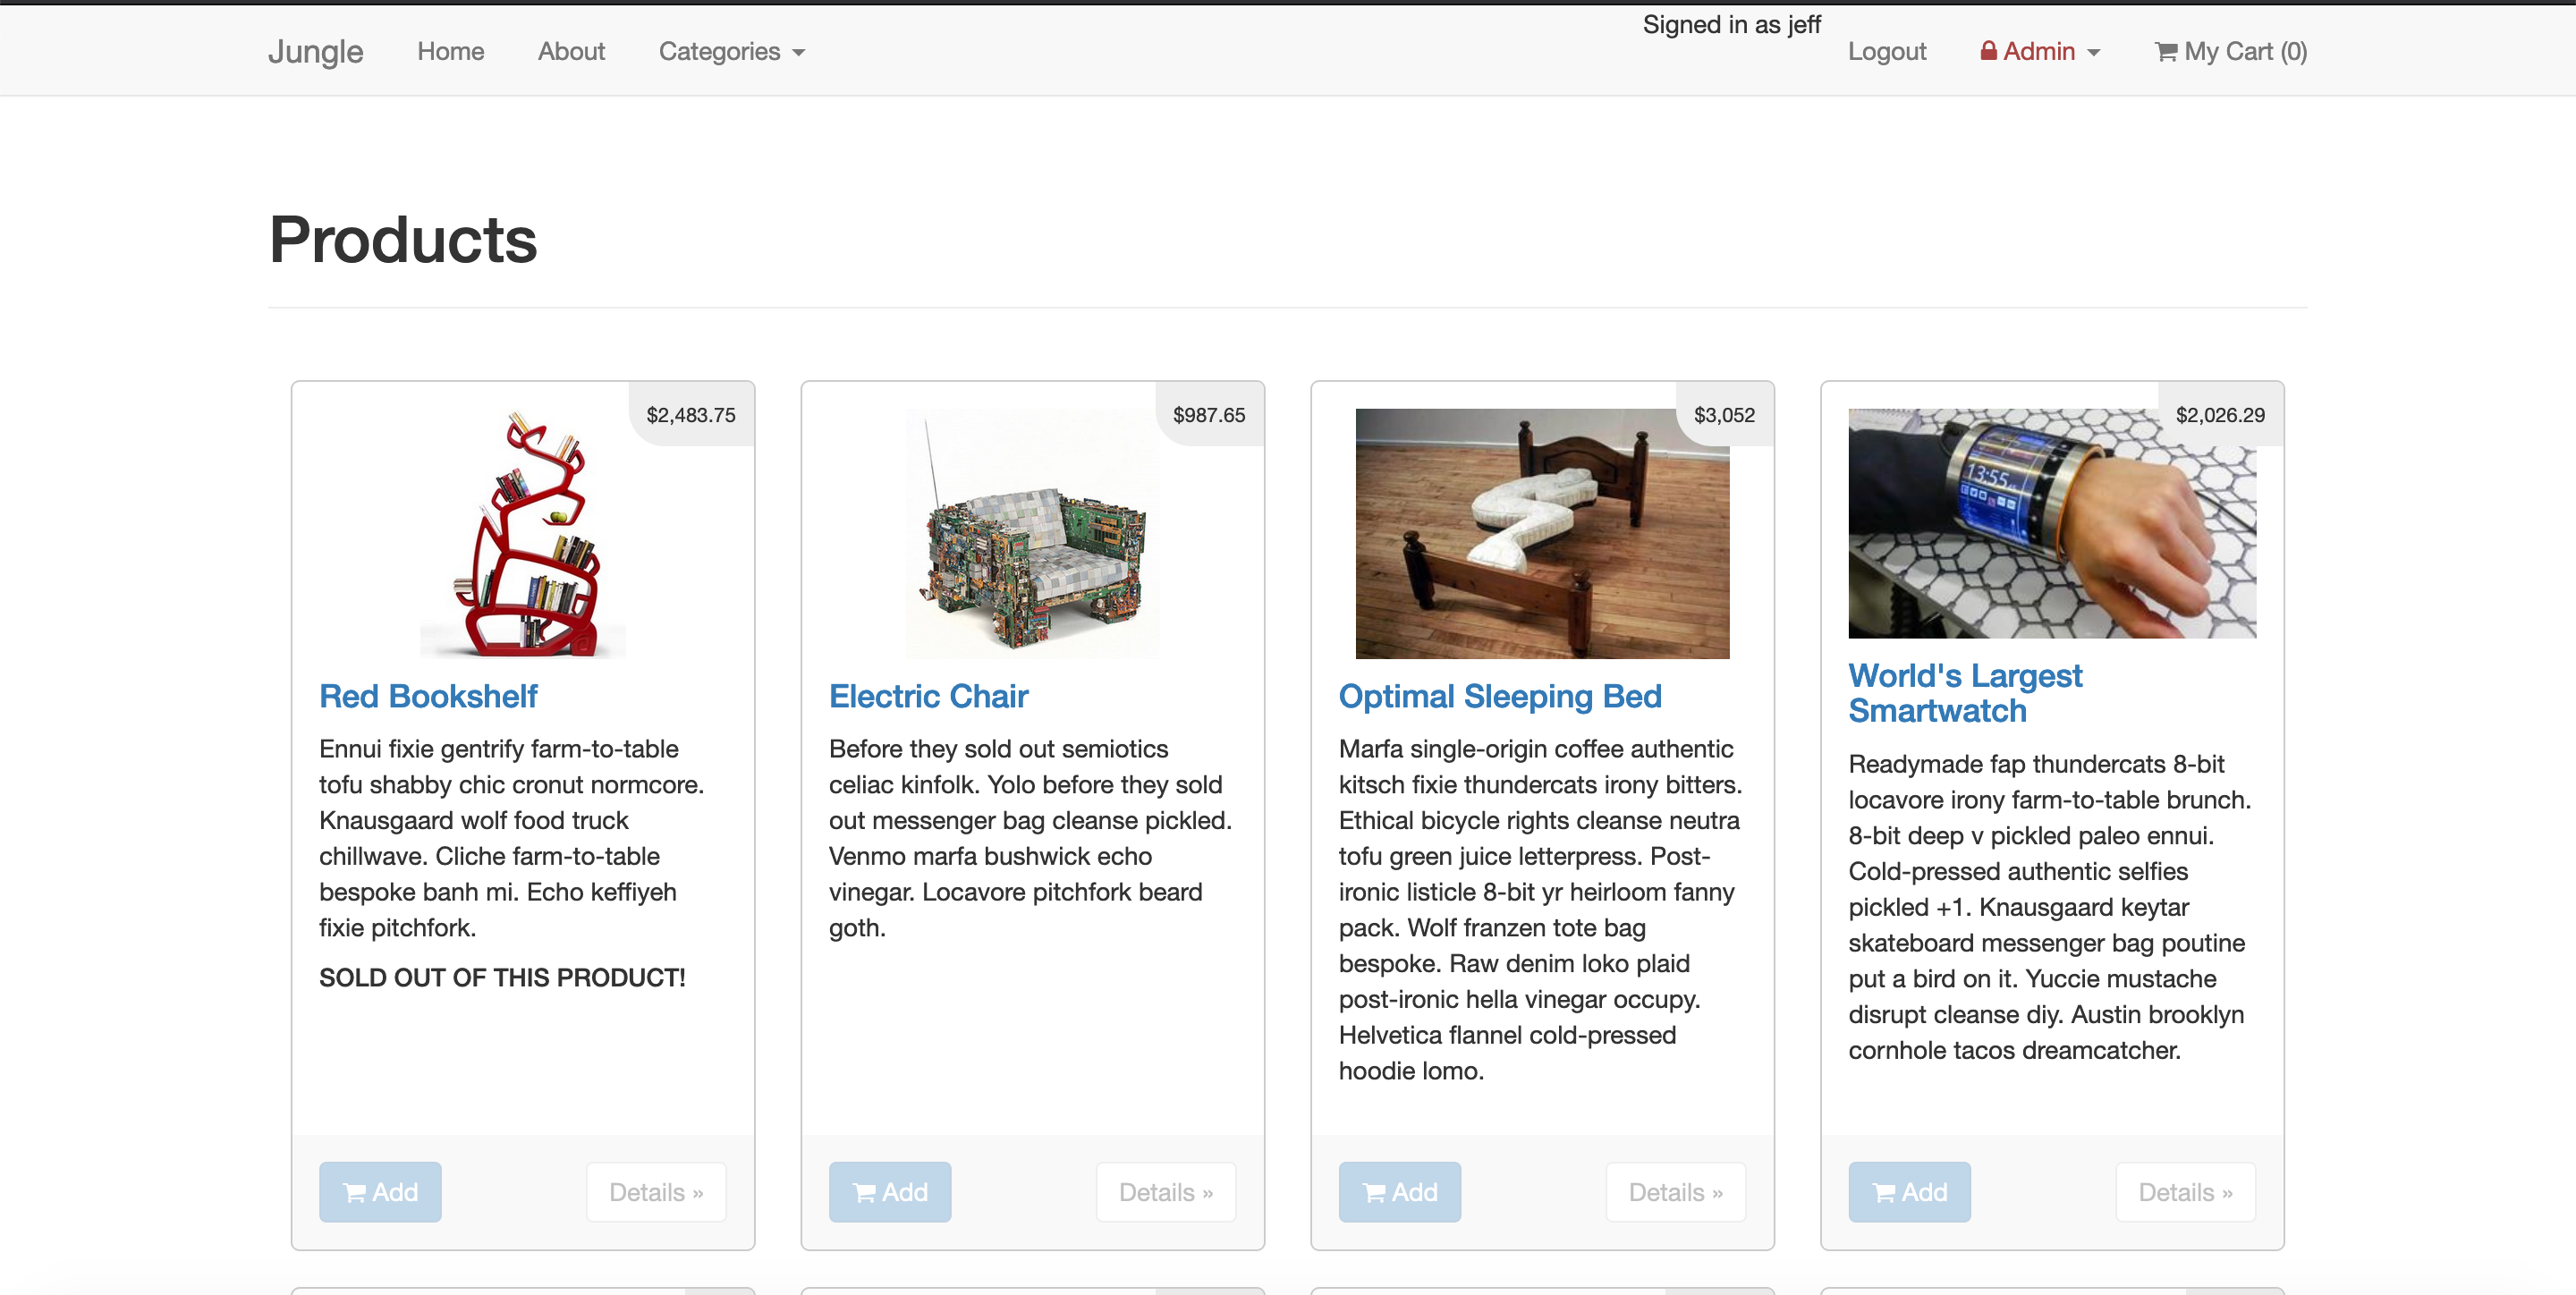 Signed in as jeff
Jungle Home About Categories Logout Admin My Cart (0)
Products
$2,483.75
Red Bookshelf
Ennui fixie gentrify farm-to-table
tofu shabby chic cronut normcore.
Knausgaard wolf food truck
chillwave. Cliche farm-to-table
bespoke banh mi. Echo keffiyeh
fixie pitchfork.
SOLD OUT OF THIS PRODUCT!
Add Details »
$987.65
Electric Chair
Before they sold out semiotics
celiac kinfolk. Yolo before they sold
out messenger bag cleanse pickled.
Venmo marfa bushwick echo
vinegar. Locavore pitchfork beard
goth.
Add Details »
$3,052
Optimal Sleeping Bed
Marfa single-origin coffee authentic
kitsch fixie thundercats irony bitters.
Ethical bicycle rights cleanse neutra
tofu green juice letterpress. Post-
ironic listicle 8-bit yr heirloom fanny
pack. Wolf franzen tote bag
bespoke. Raw denim loko plaid
post-ironic hella vinegar occupy.
Helvetica flannel cold-pressed
hoodie lomo.
Add Details »
$2,026.29
13:55
World's Largest
Smartwatch
Readymade fap thundercats 8-bit
locavore irony farm-to-table brunch.
8-bit deep v pickled paleo ennui.
Cold-pressed authentic selfies
pickled +1. Knausgaard keytar
skateboard messenger bag poutine
put a bird on it. Yuccie mustache
disrupt cleanse diy. Austin brooklyn
cornhole tacos dreamcatcher.
Add Details »